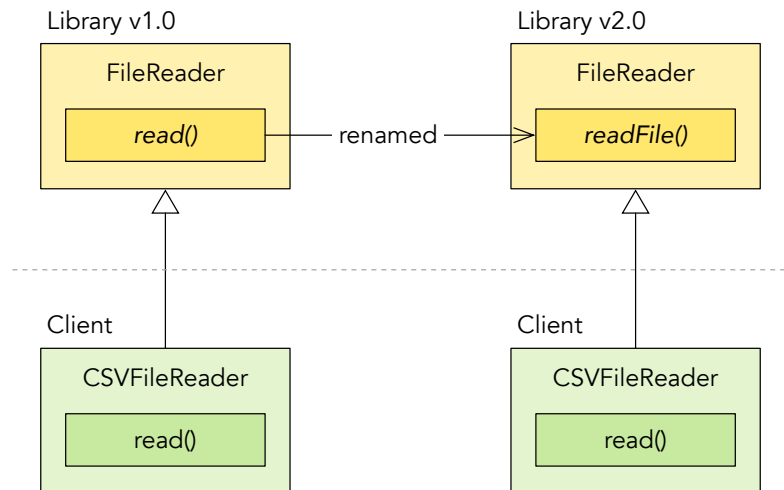 Library v1.0
FileReader
read()
renamed
Library v2.0
FileReader
readFile()
Client
CSVFileReader
read()
Client
CSVFileReader
read()